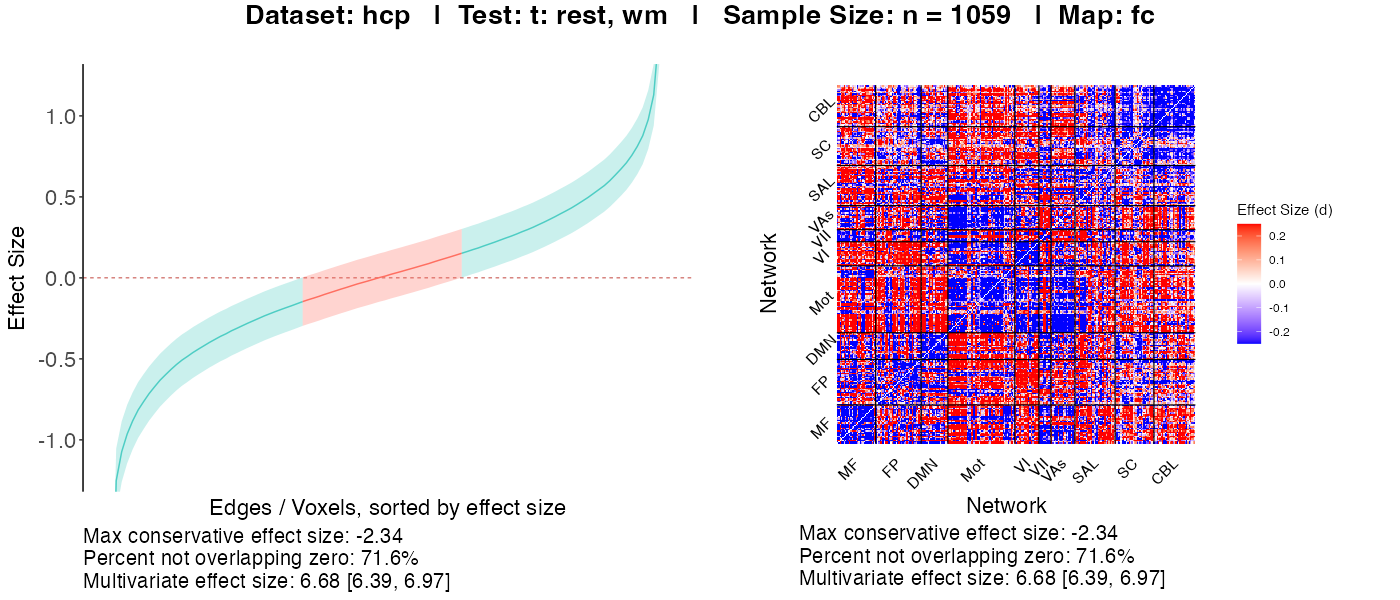 Dataset: hcp | Test: t: rest, wm | Sample Size: n = 1059 | Map: fc
Effect Size
1.0
0.5
0.0
-0.5
-1.0
Edges / Voxels, sorted by effect size
Max conservative effect size: -2.34
Percent not overlapping zero: 71.6%
Multivariate effect size: 6.68 [6.39, 6.97]
Network
CBL
SC
SAL
VAs
VII
VI
Mot
DMN
FP
MF
MF FP DMN Mot VI VII VAs SAL SC CBL
Network
Max conservative effect size: -2.34
Percent not overlapping zero: 71.6%
Multivariate effect size: 6.68 [6.39, 6.97]
Effect Size (d)
0.2
0.1
0.0
-0.1
-0.2